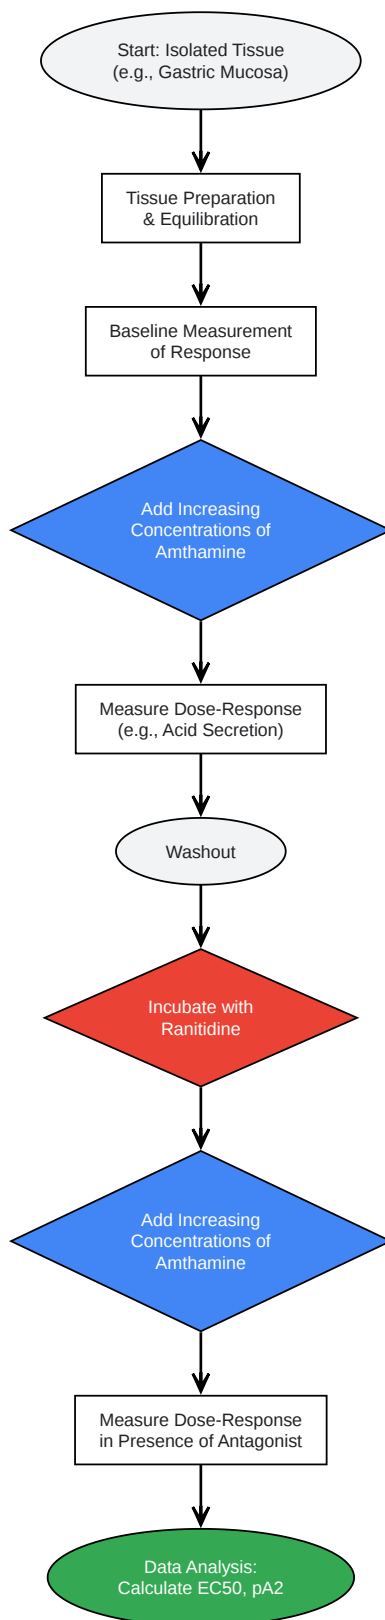 Start: Isolated Tissue
(e.g., Gastric Mucosa)
Tissue Preparation
& Equilibration
Baseline Measurement
of Response
Add Increasing
Concentrations of
Amthamine
Measure Dose-Response
(e.g., Acid Secretion)
Washout
Incubate with
Ranitidine
Add Increasing
Concentrations of
Amthamine
Measure Dose-Response
in Presence of Antagonist
Data Analysis:
Calculate EC50, pA2